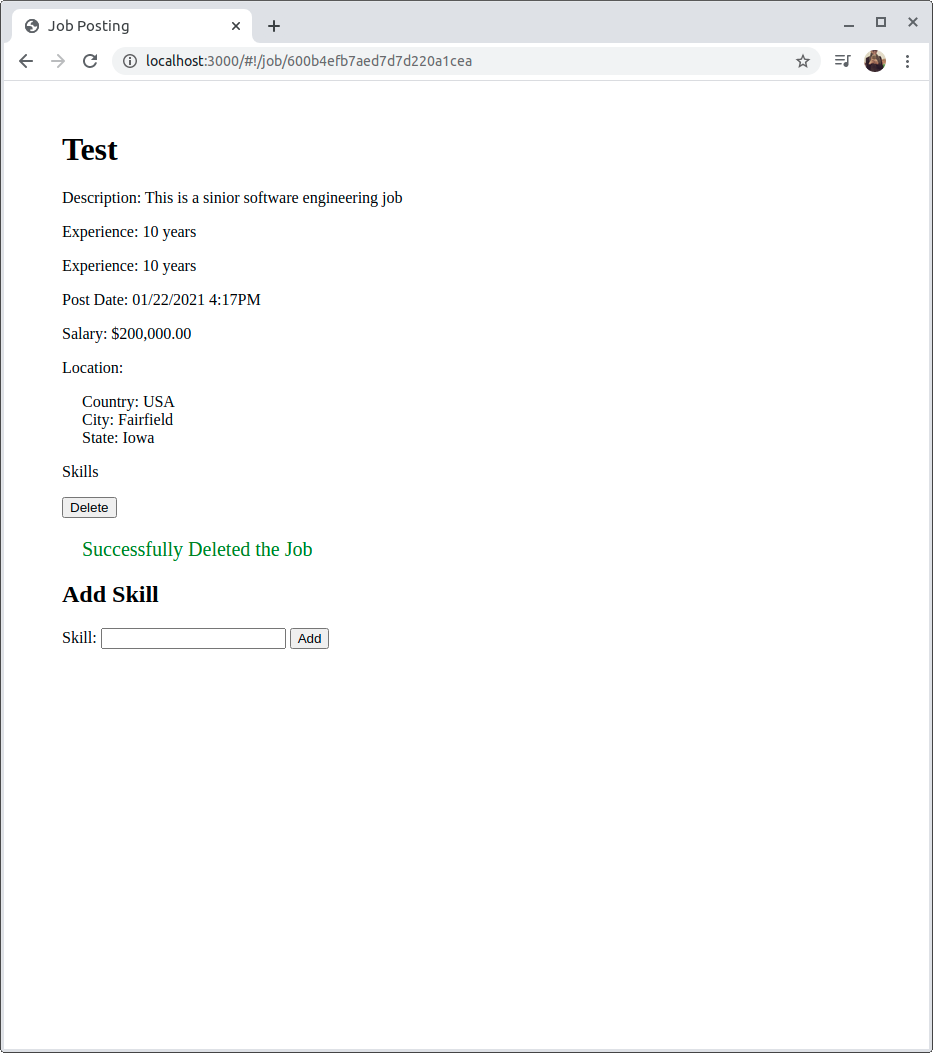 Job Posting
localhost:3000/#!/job/600b4efb7aed7d7d220a1cea
Test
Description: This is a sinior software engineering job
Experience: 10 years
Experience: 10 years
Post Date: 01/22/2021 4:17PM
Salary: $200,000.00
Location:
Country: USA
City: Fairfield
State: Iowa
Skills
Delete
Successfully Deleted the Job
Add Skill
Skill: Add